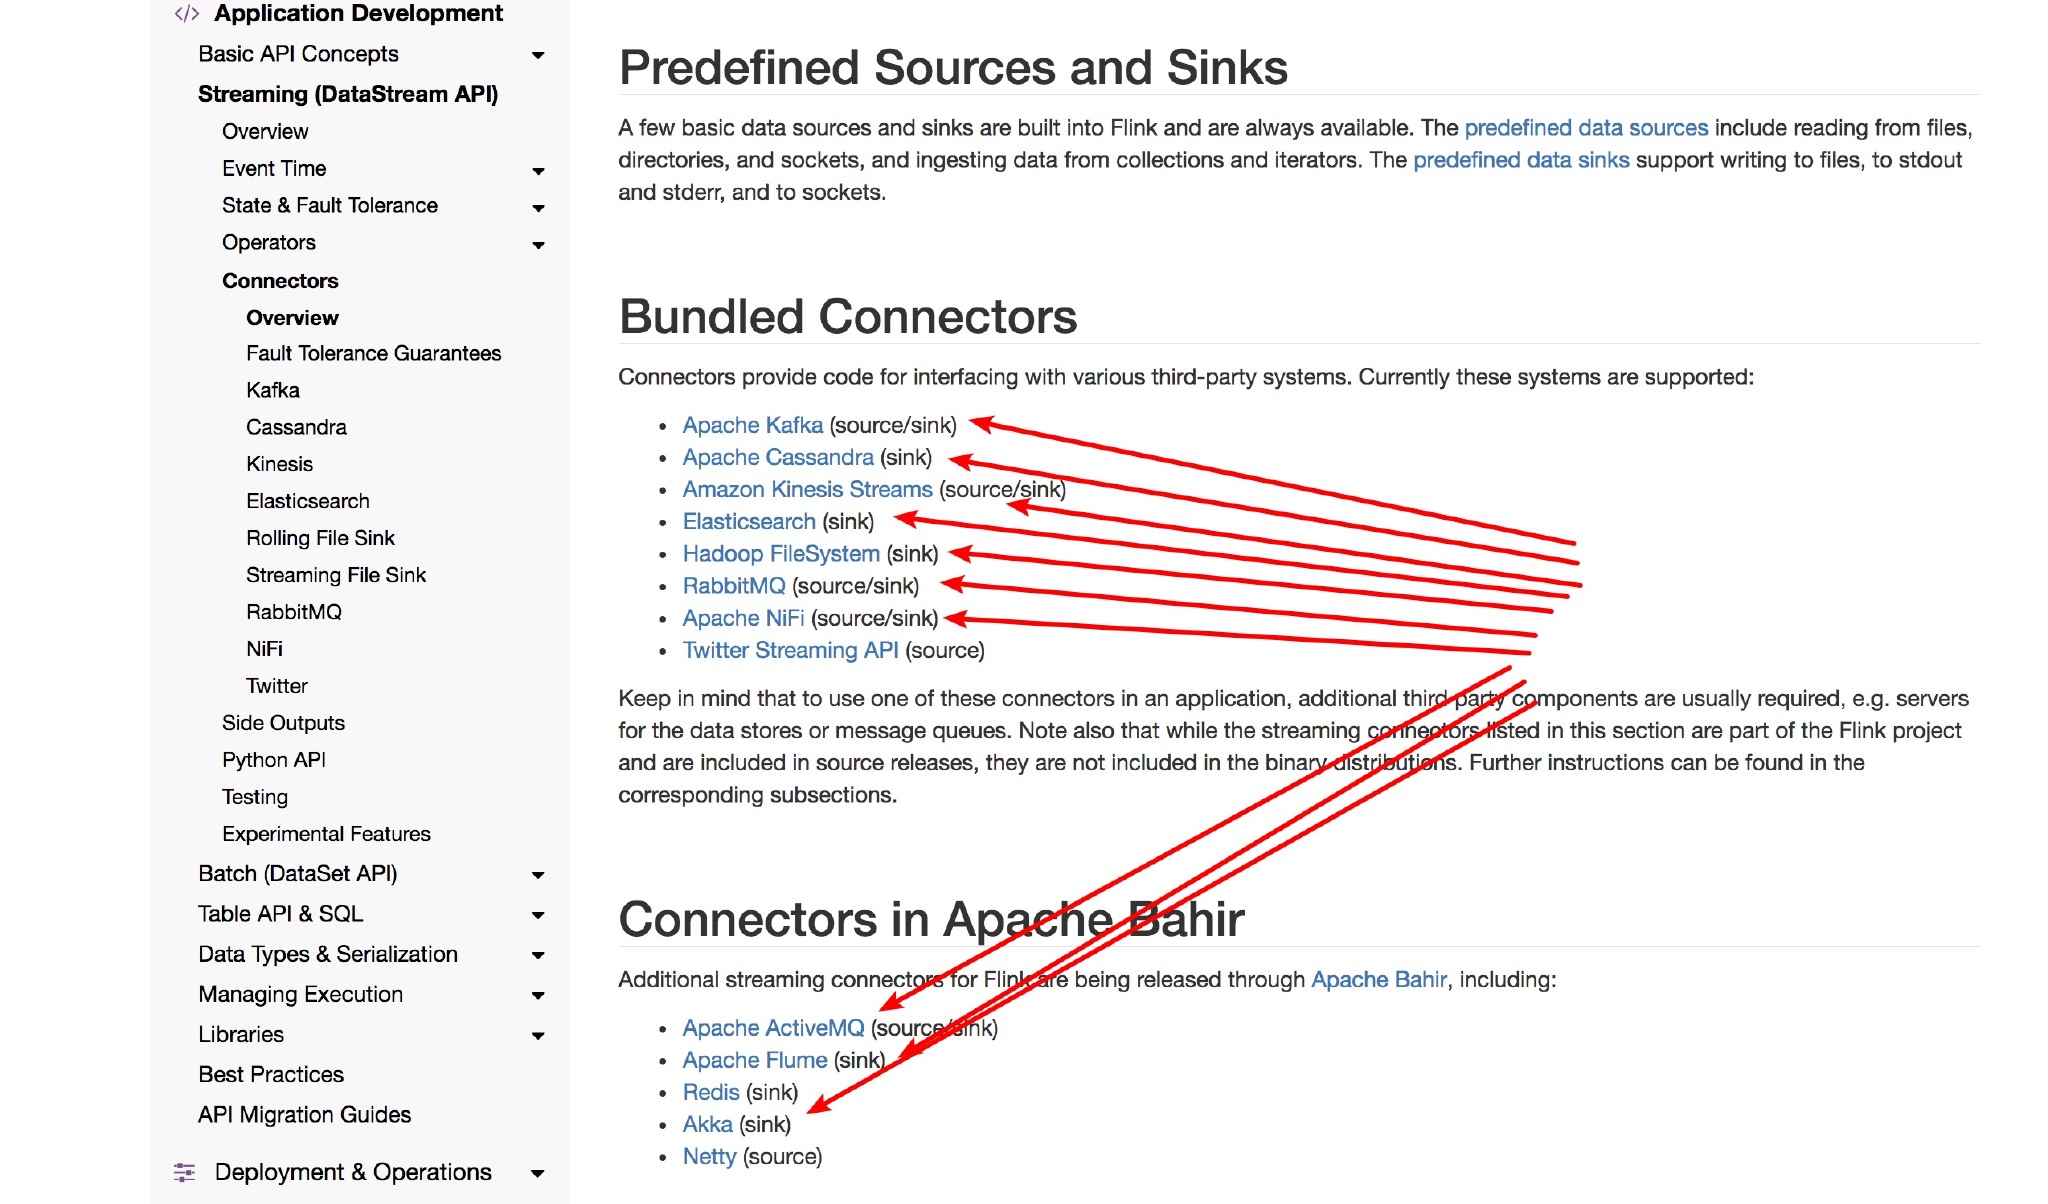 Application Development
Basic API Concepts
Streaming (DataStream API)
Overview
Event Time
State & Fault Tolerance
Operators
Connectors
Overview
Fault Tolerance Guarantees
Kafka
Cassandra
Kinesis
Elasticsearch
Rolling File Sink
Streaming File Sink
RabbitMQ
NiFi
Twitter
Side Outputs
Python API
Testing
Experimental Features
Batch (DataSet API)
Table API & SQL
Data Types & Serialization
Managing Execution
Libraries
Best Practices
API Migration Guides
Deployment & Operations
Predefined Sources and Sinks
A few basic data sources and sinks are built into Flink and are always available. The predefined data sources include reading from files,
directories, and sockets, and ingesting data from collections and iterators. The predefined data sinks support writing to files, to stdout
and stderr, and to sockets.
Bundled Connectors
Connectors provide code for interfacing with various third-party systems. Currently these systems are supported:
• Apache Kafka (source/sink)
• Apache Cassandra (sink)
• Amazon Kinesis Streams (source/sink)
• Elasticsearch (sink)
• Hadoop FileSystem (sink)
• RabbitMQ (source/sink)
• Apache NiFi (source/sink)
• Twitter Streaming API (source)
Keep in mind that to use one of these connectors in an application, additional third-party components are usually required, e.g. servers
for the data stores or message queues. Note also that while the streaming connectors listed in this section are part of the Flink project
and are included in source releases, they are not included in the binary distributions. Further instructions can be found in the
corresponding subsections.
Connectors in Apache Bahir
Additional streaming connectors for Flink are being released through Apache Bahir, including:
• Apache ActiveMQ (source/sink)
• Apache Flume (sink)
• Redis (sink)
• Akka (sink)
• Netty (source)